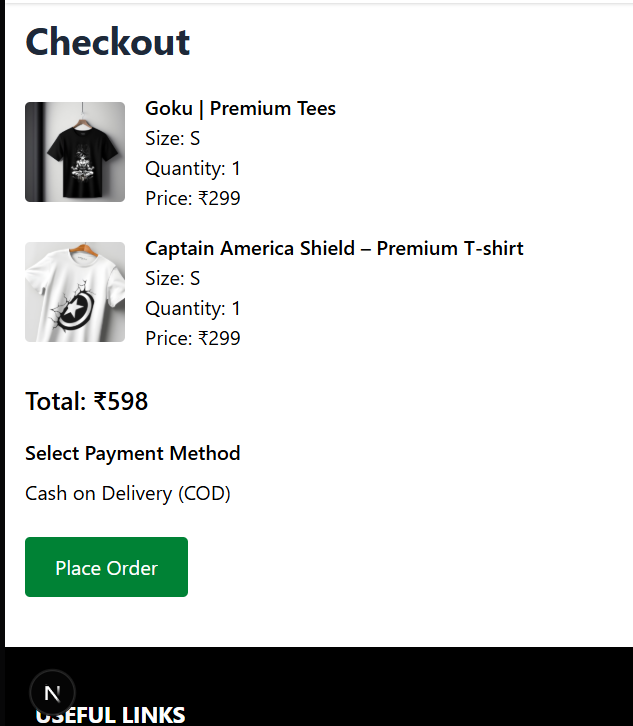 Checkout
Goku | Premium Tees
Size: S
Quantity: 1
Price: ₹299
Captain America Shield – Premium T-shirt
Size: S
Quantity: 1
Price: ₹299
Total: ₹598
Select Payment Method
Cash on Delivery (COD)
Place Order
N
USEFUL LINKS